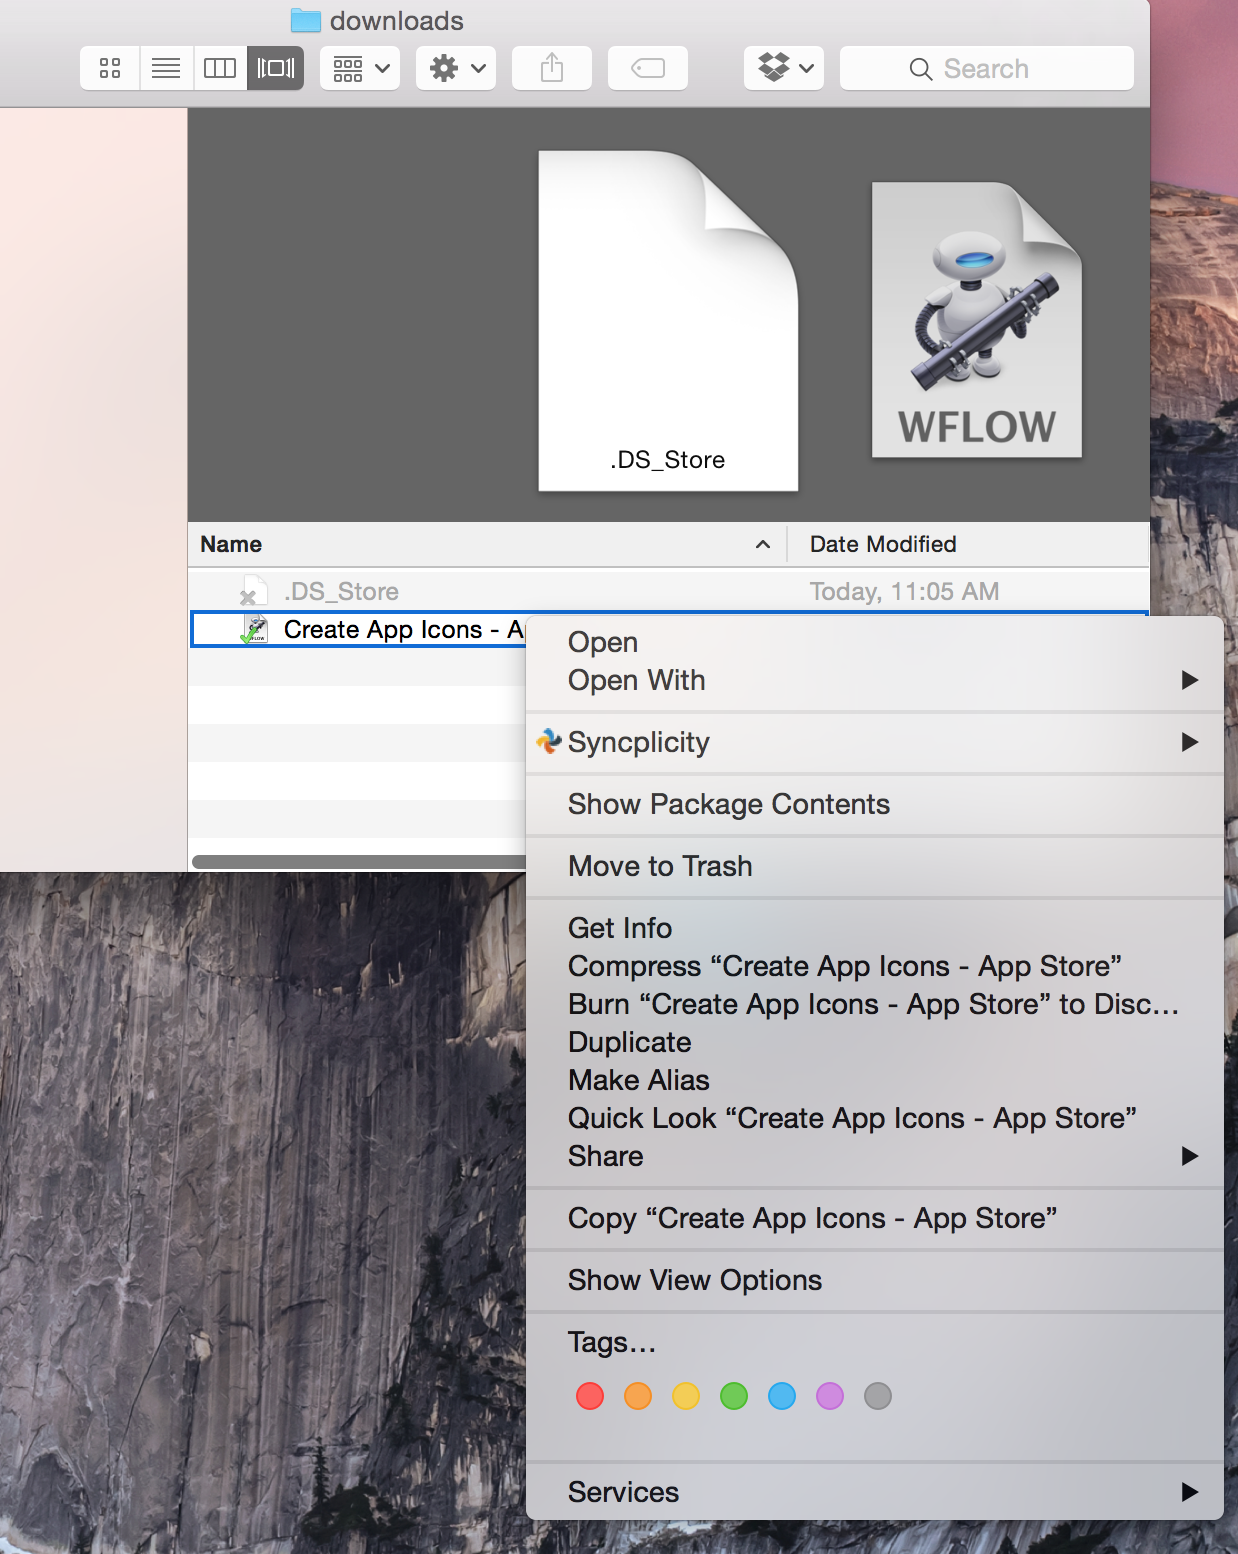 downloads
Search
.DS_Store
WFLOW
Name
Date Modified
.DS_Store
Today, 11:05 AM
Create App Icons - Ap
Open
Open With
Syncplicity
Show Package Contents
Move to Trash
Get Info
Compress “Create App Icons - App Store”
Burn “Create App Icons - App Store” to Disc...
Duplicate
Make Alias
Quick Look “Create App Icons - App Store”
Share
Copy “Create App Icons - App Store”
Show View Options
Tags...
Services